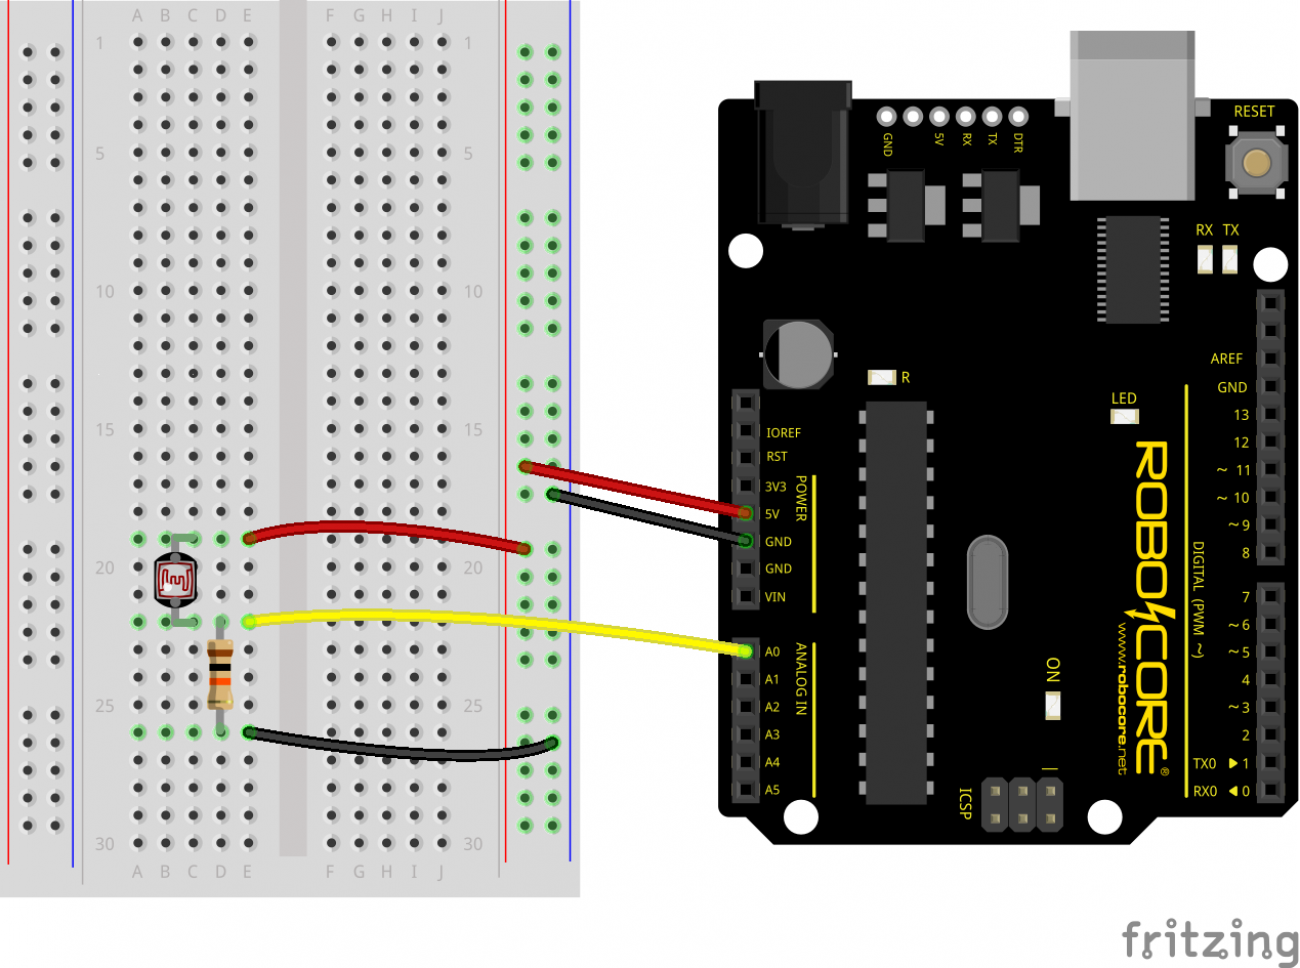 A B C D E F G H I J
1 1
5 5
10 10
15 15
20 20
25 25
30 30
A B C D E F G H I J
GND 5V RX TX DTR
RESET
RX TX
R
LED
IOREF
RST
3V3
5V
GND
GND
VIN
POWER
A0
A1
A2
A3
A4
A5
ANALOG IN
AREF
GND
13
12
~ 11
~ 10
~ 9
8
7
~ 6
~ 5
4
~ 3
2
TX0 ▶ 1
RX0 ◀ 0
DIGITAL (PWM ~)
ROBOCORE®
www.robocore.net
ON
ICSP
fritzing